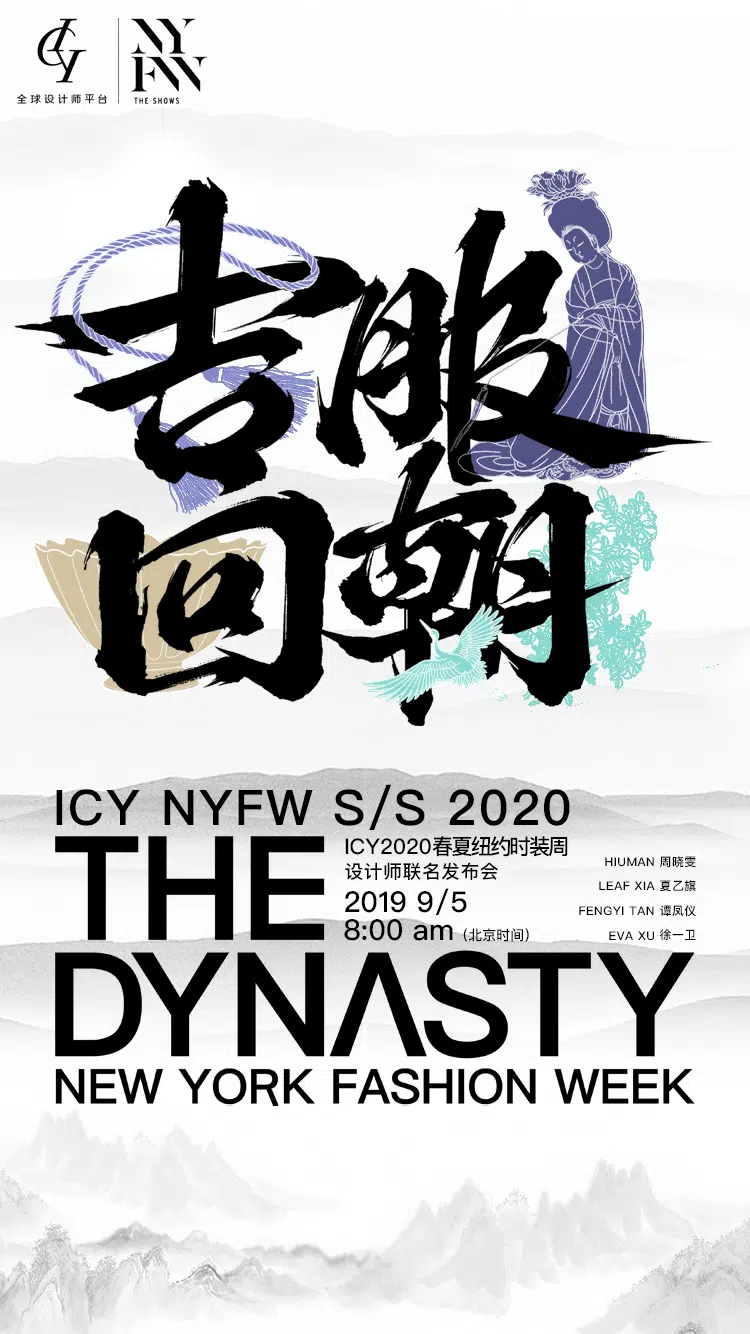 ICY
全球设计师平台
NY
FW
THE SHOWS
吉服
回朝
ICY NYFW S/S 2020
THE
ICY2020春夏纽约时装周
设计师联名发布会
2019 9/5
8:00 am (北京时间)
HIUMAN 周晓雯
LEAF XIA 夏乙旗
FENGYI TAN 谭凤仪
EVA XU 徐一卫
DYNASTY
NEW YORK FASHION WEEK